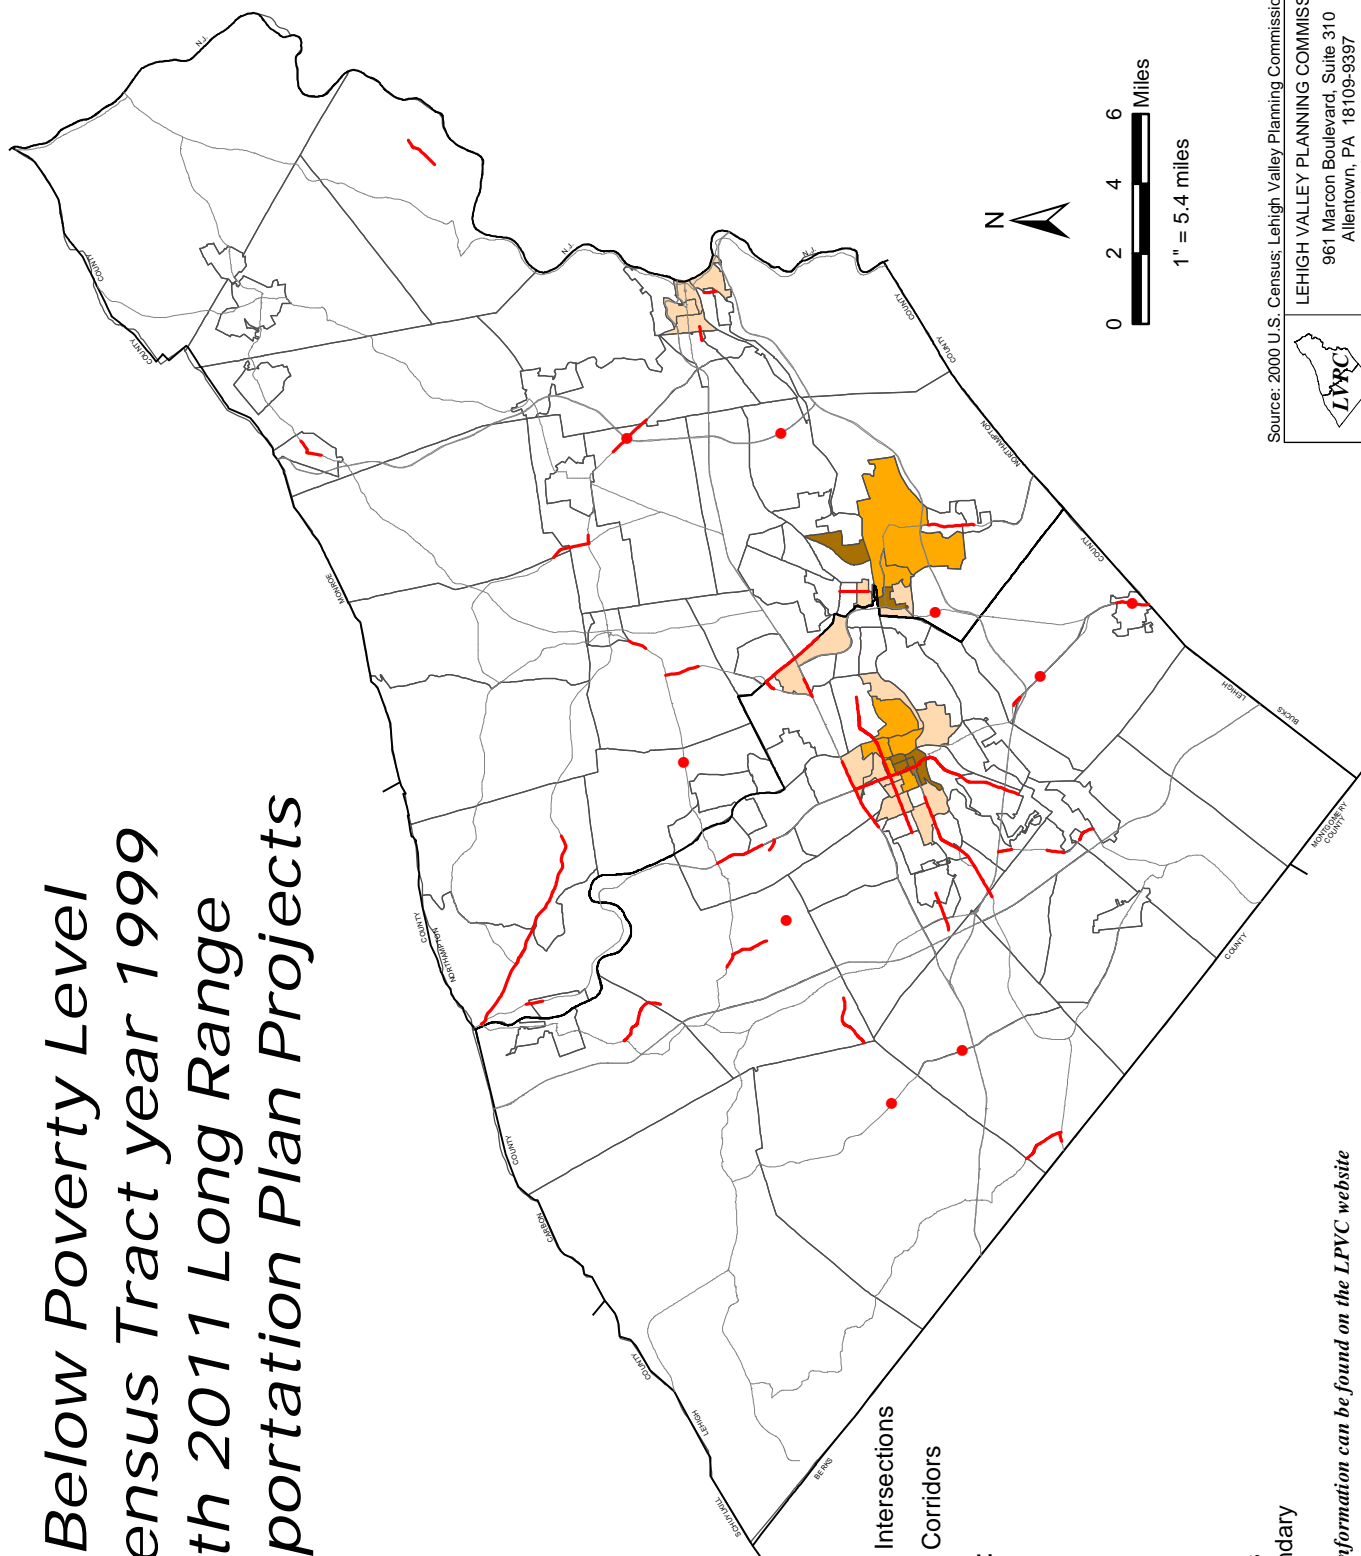 Below Poverty Level
ensus Tract year 1999
th 2011 Long Range
portation Plan Projects
N.J.
COUNTY
COUNTY
MONROE
N.J.
N.J.
COUNTY
COUNTY
NORTHAMPTON
COUNTY
COUNTY
NORTHAMPTON
LEHIGH
BUCKS
MONTGOMERY
COUNTY
COUNTY
COUNTY
CARBON
COUNTY
LEHIGH
SCHUYLKILL
BERKS
N
0 2 4 6
Miles
1" = 5.4 miles
Intersections
Corridors
ndary
Source: 2000 U.S. Census; Lehigh Valley Planning Commissio
LVPC
LEHIGH VALLEY PLANNING COMMISS
961 Marcon Boulevard, Suite 310
Allentown, PA 18109-9397
nformation can be found on the LPVC website